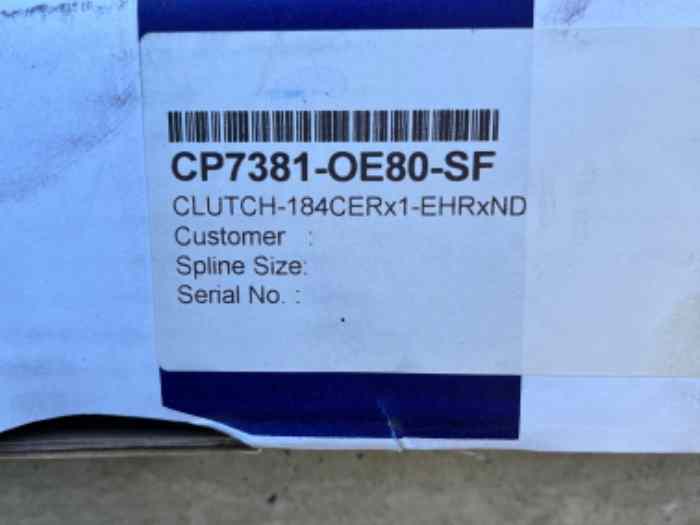 CP7381-OE80-SF
CLUTCH-184CERx1-EHRxND
Customer :
Spline Size:
Serial No. :